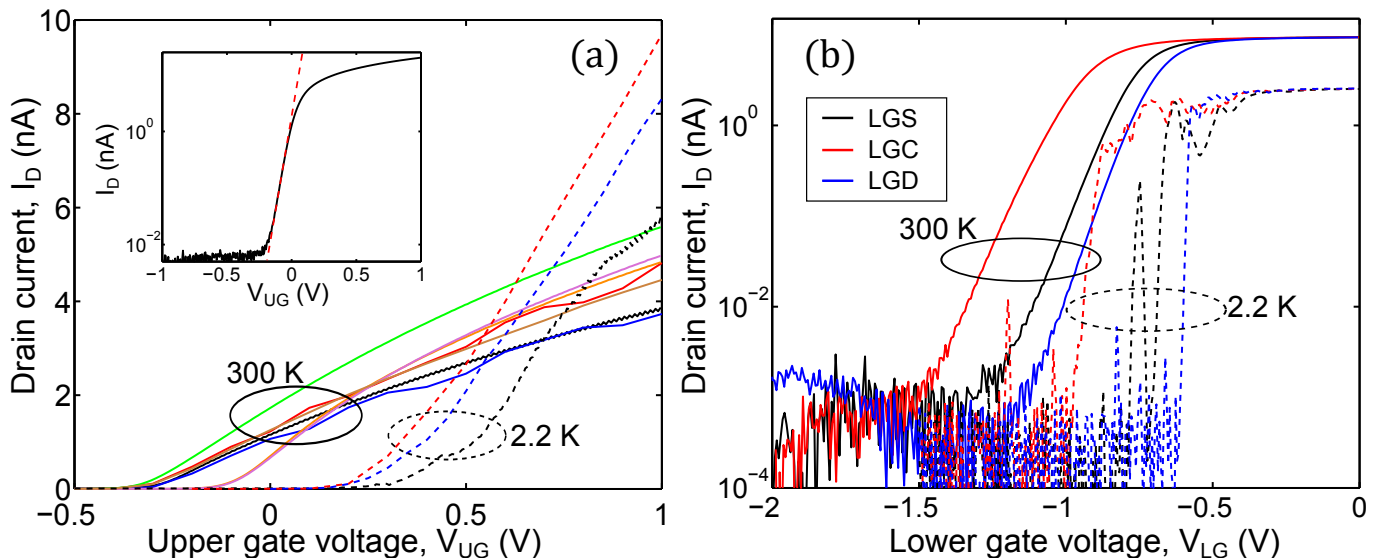 (a)
10
8
6
4
2
0
Drain current, I_D (nA)
10^0
10^-2
I_D (nA)
−1
−0.5
0
0.5
1
V_UG (V)
300 K
2.2 K
−0.5
0
0.5
1
Upper gate voltage, V_UG (V)
(b)
10^0
10^-2
10^-4
Drain current, I_D (nA)
LGS
LGC
LGD
300 K
2.2 K
−2
−1.5
−1
−0.5
0
Lower gate voltage, V_LG (V)